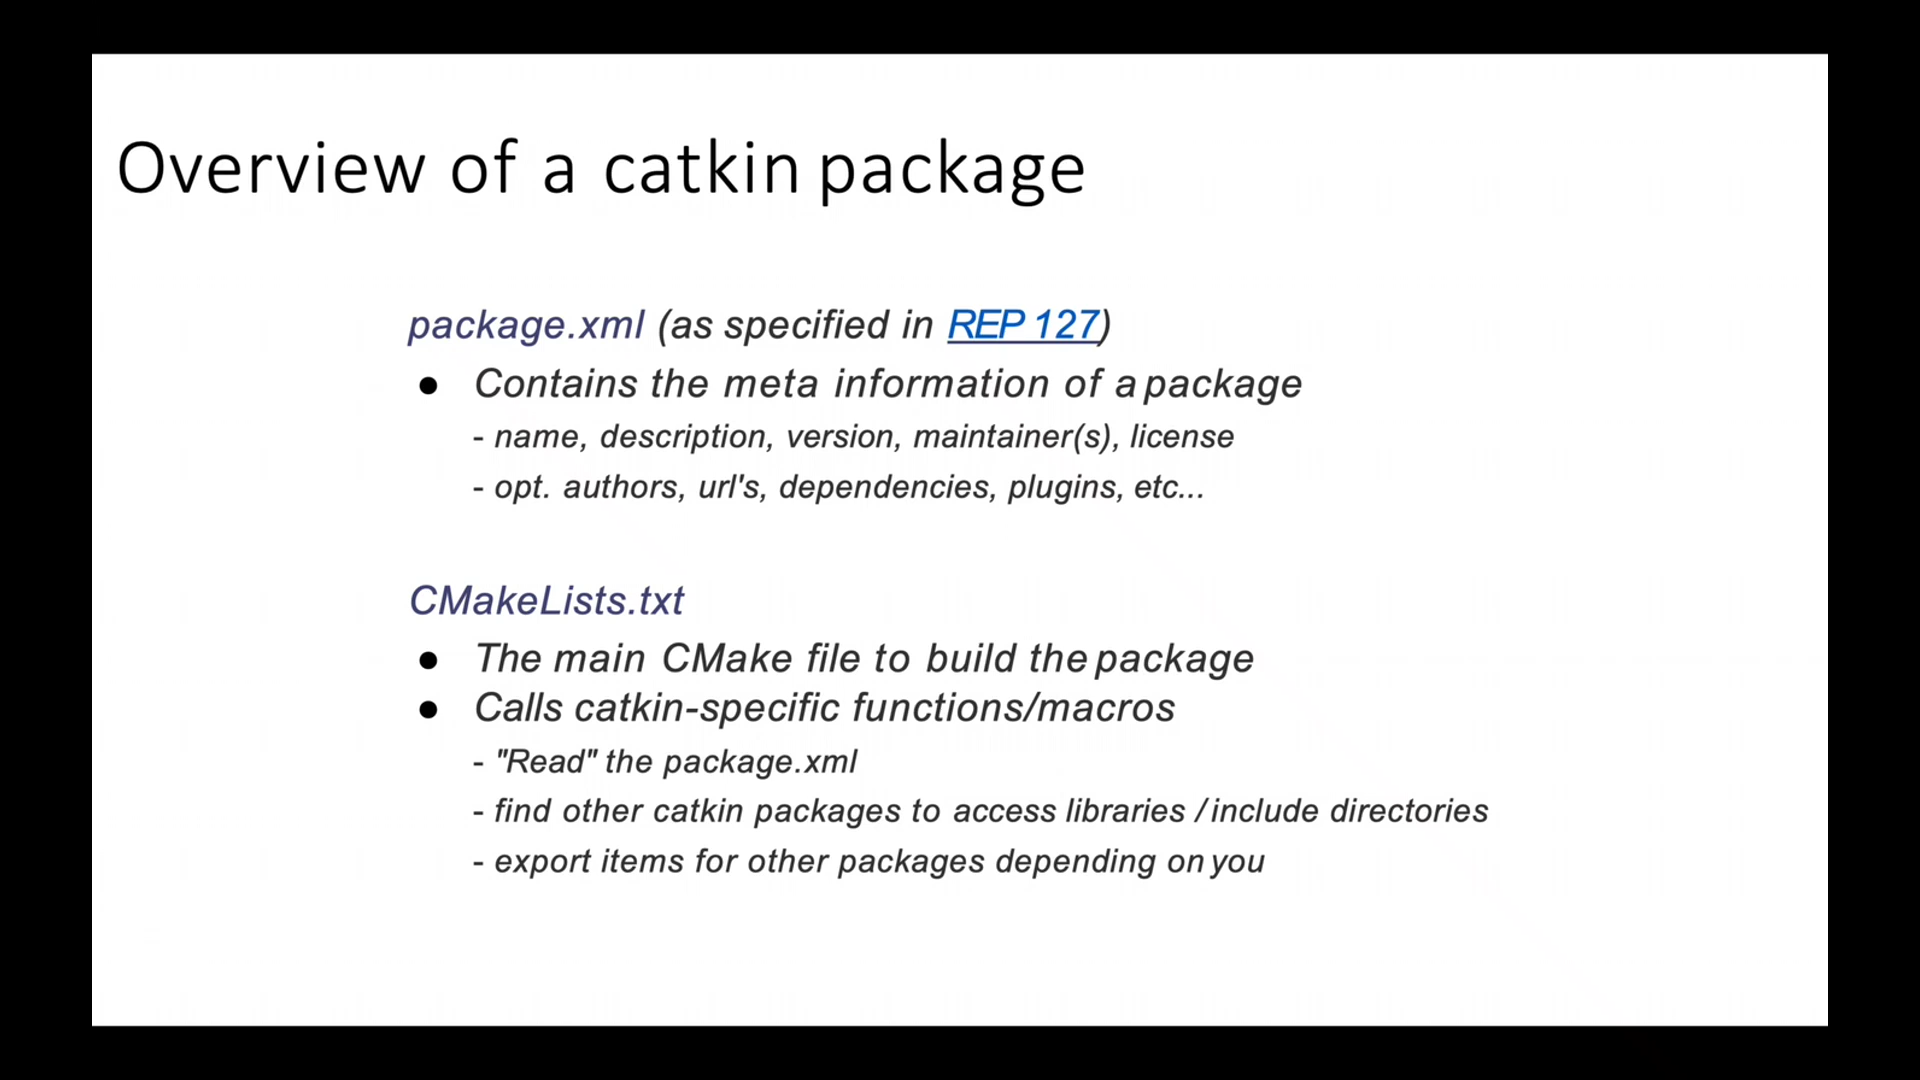 Overview of a catkin package
package.xml (as specified in REP 127)
● Contains the meta information of a package
- name, description, version, maintainer(s), license
- opt. authors, url's, dependencies, plugins, etc...
CMakeLists.txt
● The main CMake file to build the package
● Calls catkin-specific functions/macros
- "Read" the package.xml
- find other catkin packages to access libraries / include directories
- export items for other packages depending on you